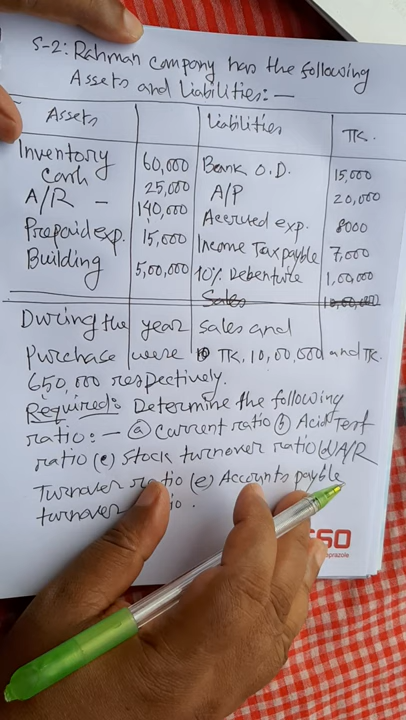 S-2: Rahman Company has the following
Assets and Liabilities:—
Assets Liabilities TK.
Inventory 60,000 Bank O.D. 15,000
Cash 25,000 A/P 20,000
A/R – 140,000 Accrued exp. 8000
Prepaid exp. 15,000 Income Tax payble 7,000
Building 5,00,000 10% Debenture 1,00,000
Sales 10,00,000
During the year sales and
Purchase were TK. 10,00,000 and TK.
650,000 respectively.
Required: Determine the following
ratio:— (a) Current ratio (b) Acid Test
ratio (c) Stock turnover ratio (d) A/R
Turnover ratio (e) Accounts payble
turnover